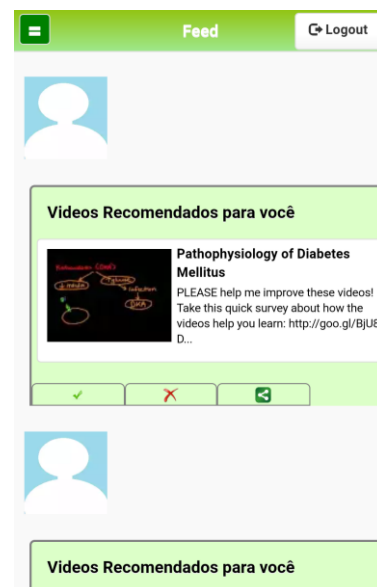 Feed
Logout
Videos Recomendados para você
Pathophysiology of Diabetes
Mellitus
PLEASE help me improve these videos!
Take this quick survey about how the
videos help you learn: http://goo.gl/BjU8
D...
Videos Recomendados para você